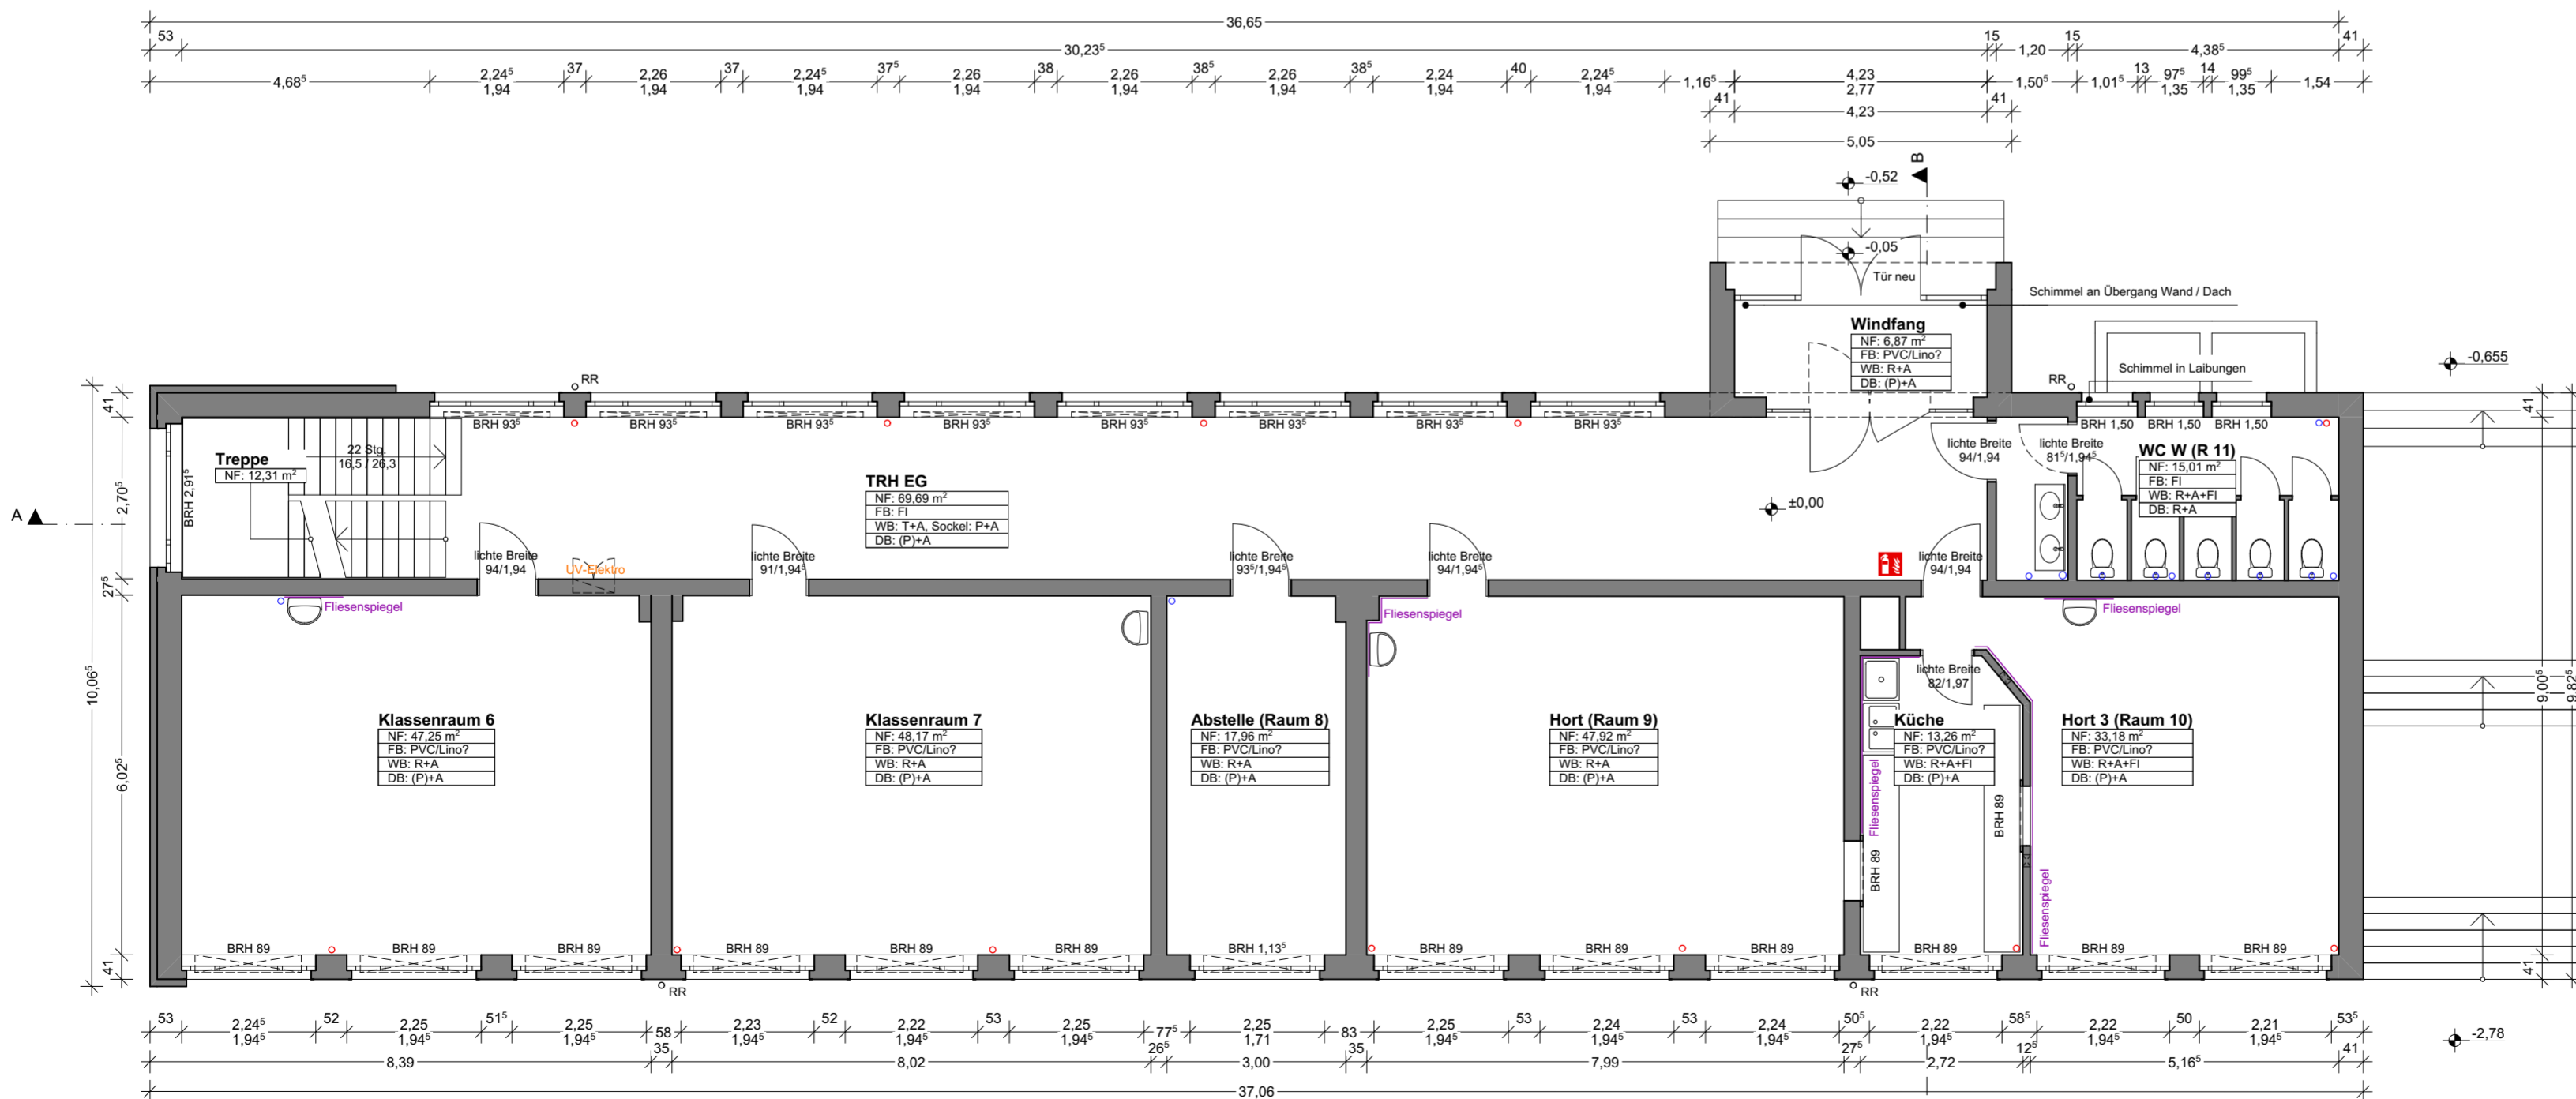 36,65
53 30,23⁵ 15 1,20 15 4,38⁵ 41
4,68⁵ 2,24⁵ 37 2,26 37 2,24⁵ 37⁵ 2,26 38 2,26 38⁵ 2,26 38⁵ 2,24 40 2,24⁵ 1,16⁵ 4,23 1,50⁵ 1,01⁵ 13 97⁵ 14 99⁵ 1,54
1,94 1,94 1,94 1,94 1,94 1,94 1,94 1,94 2,77 1,35 1,35
41 4,23 41
5,05
B
-0,52
-0,05
Tür neu
Schimmel an Übergang Wand / Dach
Windfang
NF: 6,87 m²
FB: PVC/Lino?
WB: R+A
DB: (P)+A
-0,655
Schimmel in Laibungen
RR
RR
BRH 93⁵ BRH 93⁵ BRH 93⁵ BRH 93⁵ BRH 93⁵ BRH 93⁵ BRH 93⁵ BRH 93⁵
BRH 1,50 BRH 1,50 BRH 1,50
22 Stg.
16,5 / 26,3
Treppe
NF: 12,31 m²
BRH 2,91⁵
A
TRH EG
NF: 69,69 m²
FB: Fl
WB: T+A, Sockel: P+A
DB: (P)+A
±0,00
lichte Breite
94/1,94
lichte Breite
81⁵/1,94⁵
WC W (R 11)
NF: 15,01 m²
FB: Fl
WB: R+A+Fl
DB: R+A
lichte Breite
94/1,94
UV-Elektro
lichte Breite
91/1,94⁵
lichte Breite
93⁵/1,94⁵
lichte Breite
94/1,94⁵
lichte Breite
94/1,94
Fliesenspiegel
Fliesenspiegel
Fliesenspiegel
lichte Breite
82/1,97
Klassenraum 6
NF: 47,25 m²
FB: PVC/Lino?
WB: R+A
DB: (P)+A
Klassenraum 7
NF: 48,17 m²
FB: PVC/Lino?
WB: R+A
DB: (P)+A
Abstelle (Raum 8)
NF: 17,96 m²
FB: PVC/Lino?
WB: R+A
DB: (P)+A
Hort (Raum 9)
NF: 47,92 m²
FB: PVC/Lino?
WB: R+A
DB: (P)+A
Küche
NF: 13,26 m²
FB: PVC/Lino?
WB: R+A+Fl
DB: (P)+A
Hort 3 (Raum 10)
NF: 33,18 m²
FB: PVC/Lino?
WB: R+A+Fl
DB: (P)+A
Fliesenspiegel
BRH 89
BRH 89
Fliesenspiegel
41
2,70⁵
27⁵
6,02⁵
41
10,06⁵
41
9,00⁵
41
9,82⁵
BRH 89 BRH 89 BRH 89 BRH 89 BRH 89 BRH 89 BRH 1,13⁵ BRH 89 BRH 89 BRH 89 BRH 89 BRH 89 BRH 89
RR
RR
53 2,24⁵ 52 2,25 51⁵ 2,25 58 2,23 52 2,22 53 2,25 77⁵ 2,25 83 2,25 53 2,24 53 2,24 50⁵ 2,22 58⁵ 2,22 50 2,21 53⁵
1,94⁵ 1,94⁵ 1,94⁵ 1,94⁵ 1,94⁵ 1,94⁵ 1,71 1,94⁵ 1,94⁵ 1,94⁵ 1,94⁵ 1,94⁵ 1,94⁵
-2,78
8,39 35 8,02 26⁵ 3,00 35 7,99 27⁵ 2,72 12⁵ 5,16⁵ 41
37,06